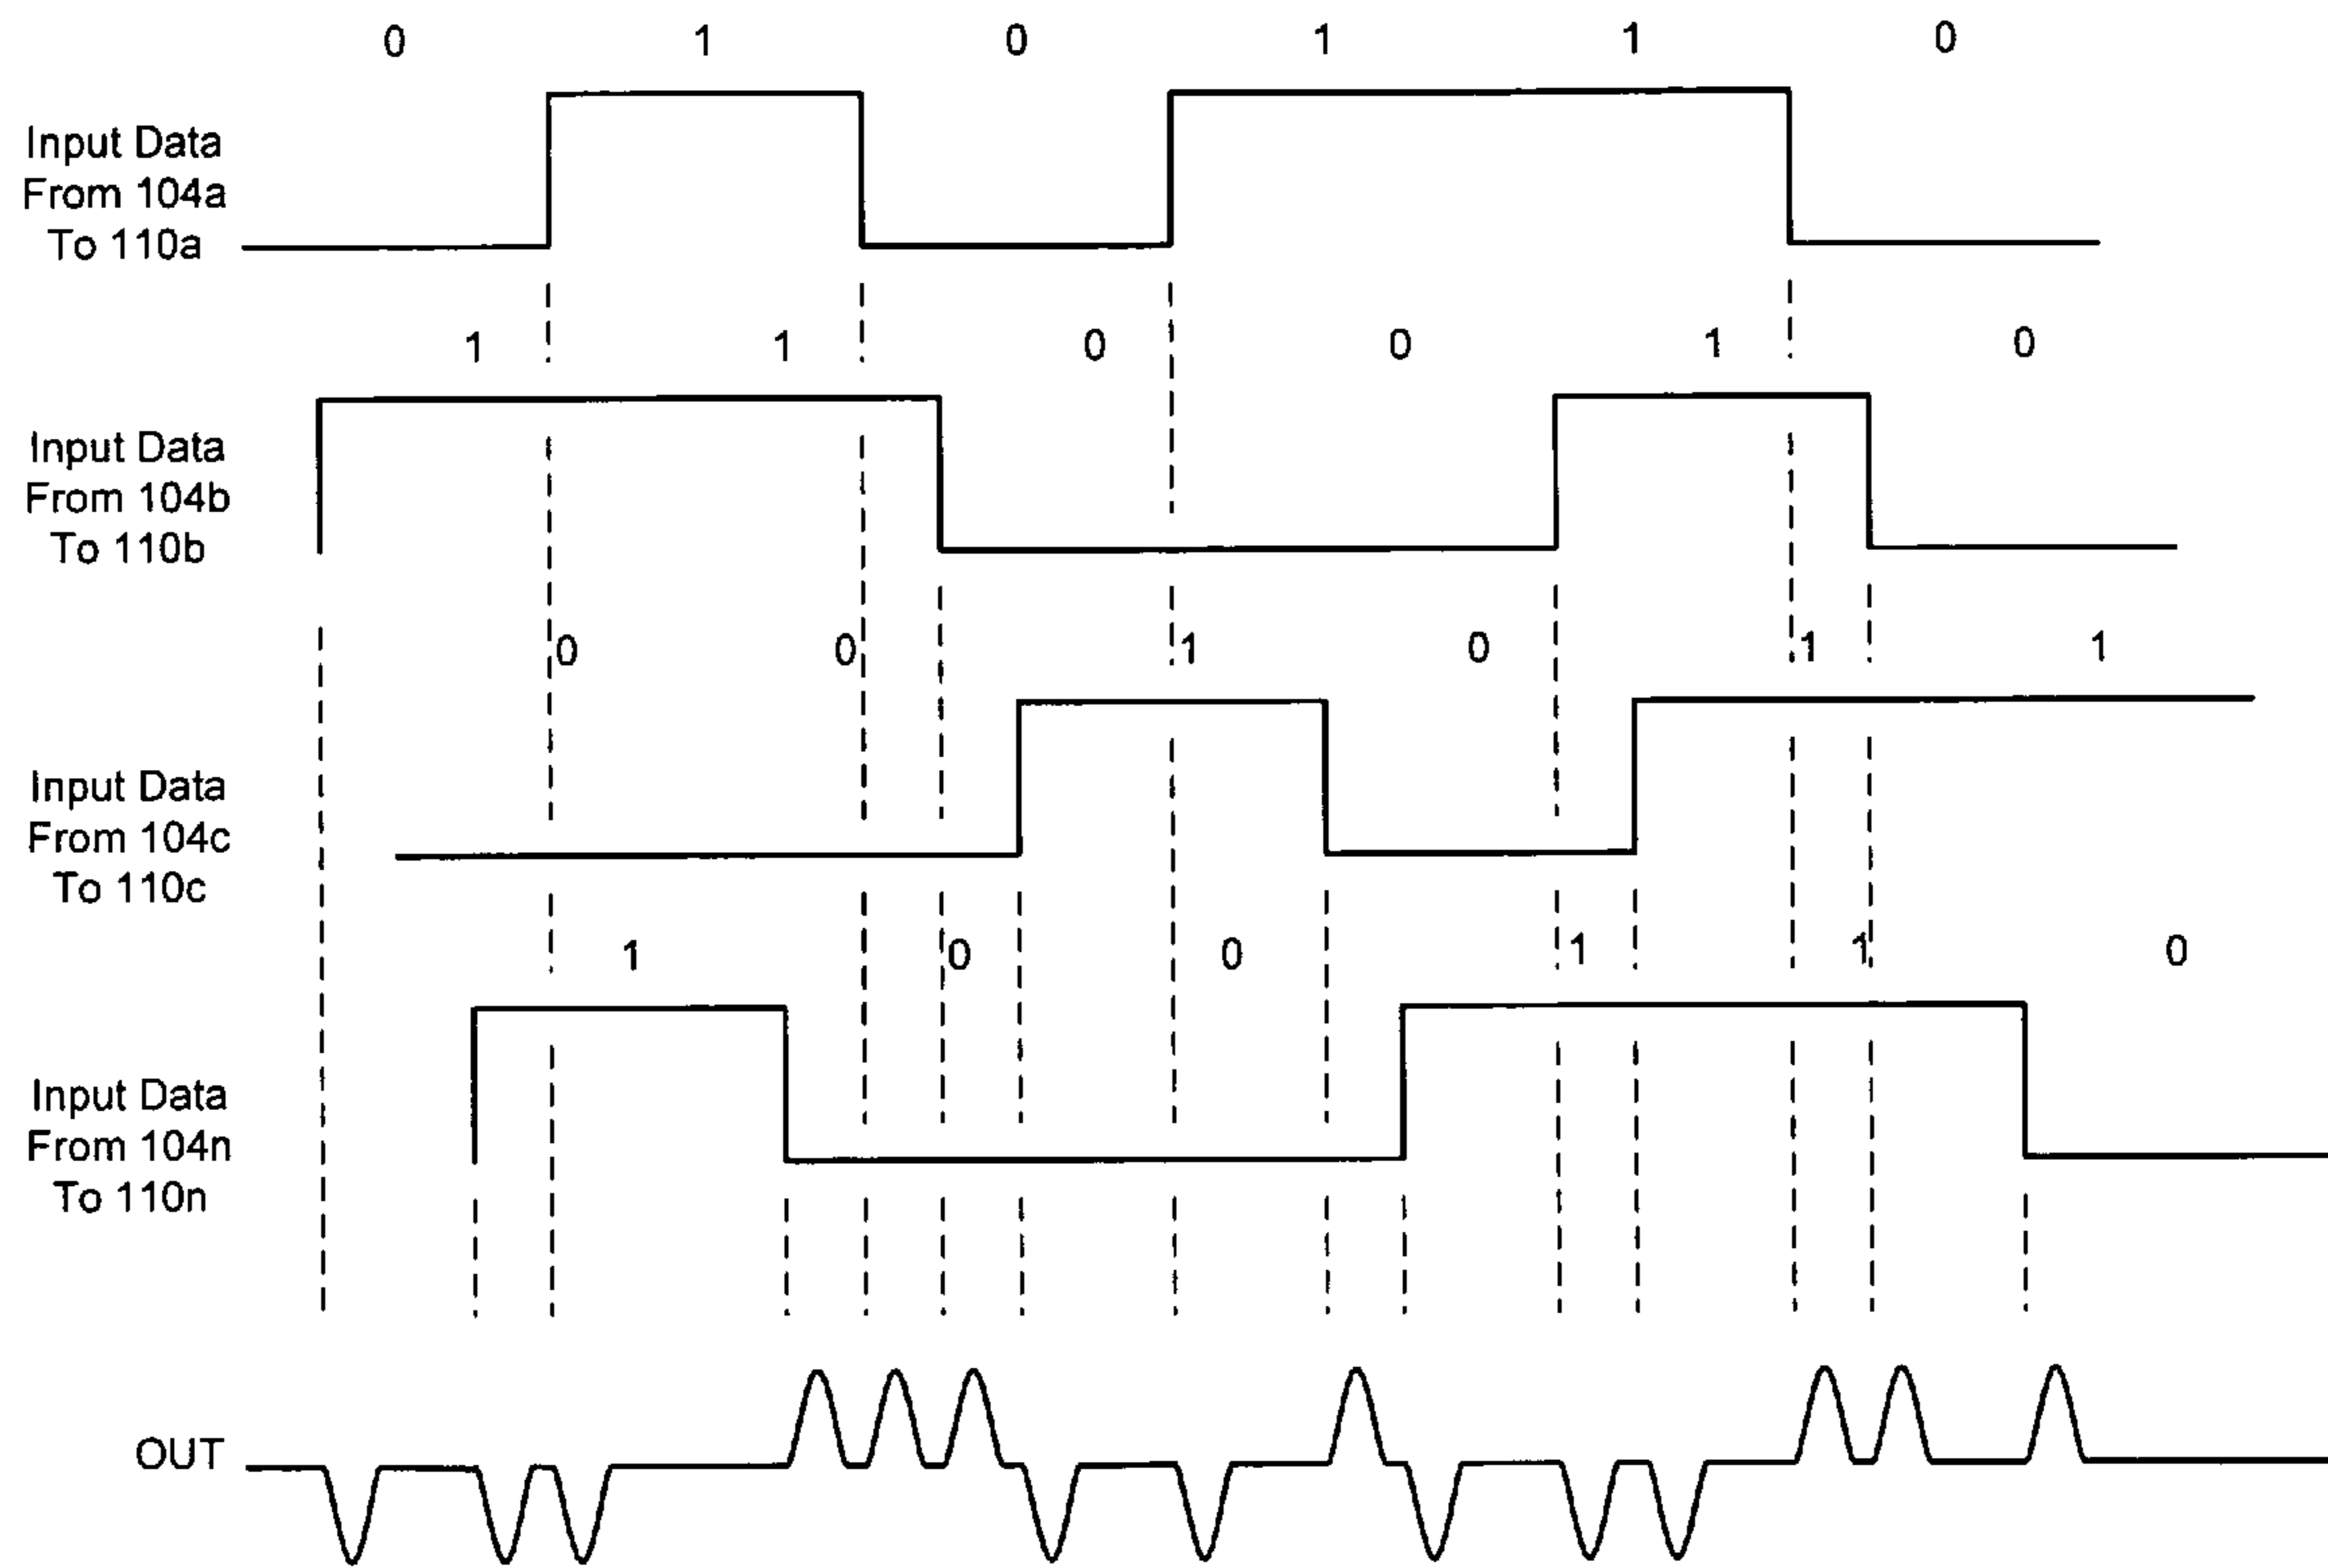 0 1 0 1 1 0
Input Data
From 104a
To 110a
1 1 0 0 1 0
Input Data
From 104b
To 110b
0 0 1 0 1 1
Input Data
From 104c
To 110c
1 0 0 1 1 0
Input Data
From 104n
To 110n
OUT